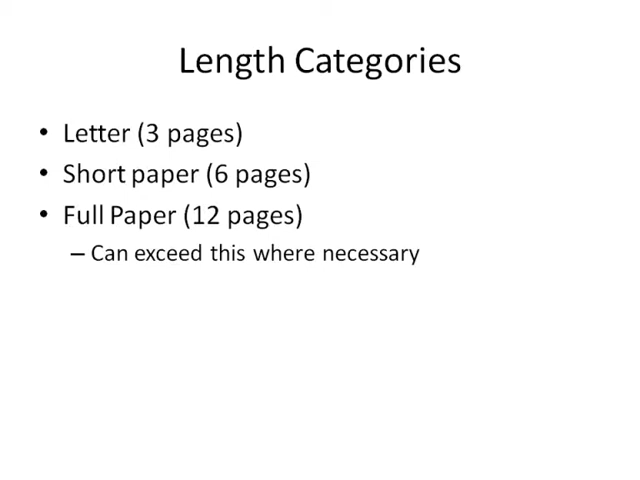 Length Categories
• Letter (3 pages)
• Short paper (6 pages)
• Full Paper (12 pages)
– Can exceed this where necessary